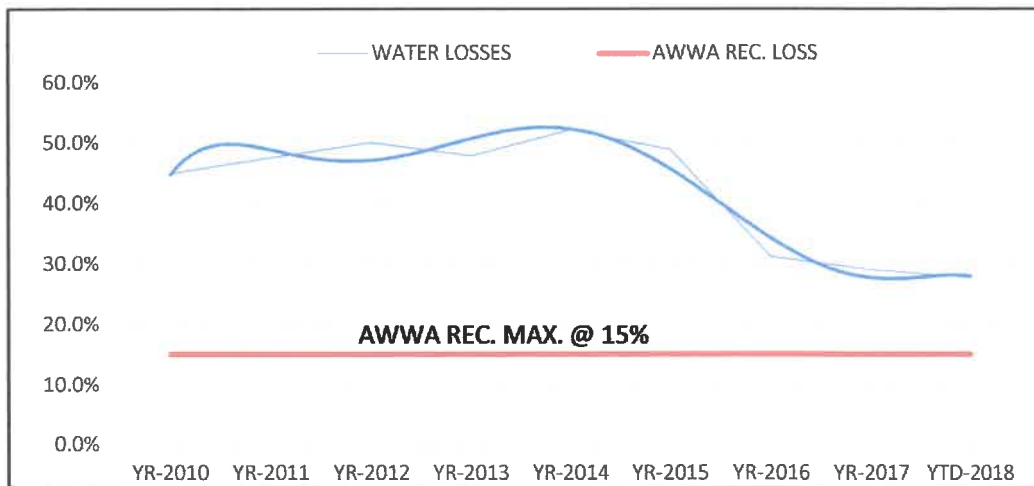 WATER LOSSES AWWA REC. LOSS
60.0%
50.0%
40.0%
30.0%
20.0%
AWWA REC. MAX. @ 15%
10.0%
0.0%
YR-2010 YR-2011 YR-2012 YR-2013 YR-2014 YR-2015 YR-2016 YR-2017 YTD-2018